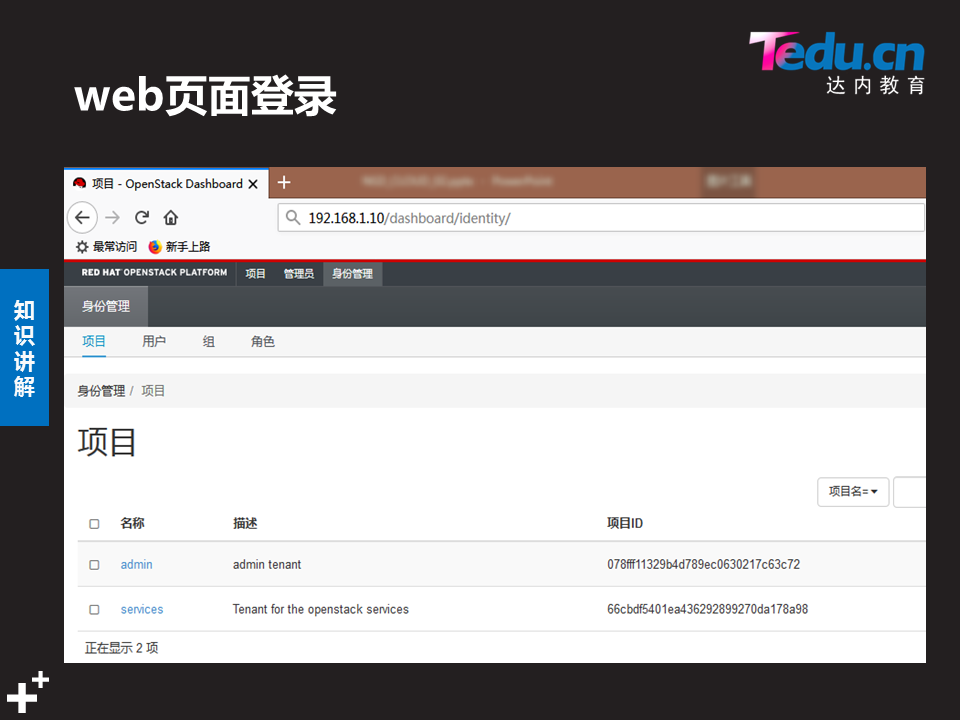 Tedu.cn
达内教育
web页面登录
项目 - OpenStack Dashboard
192.168.1.10/dashboard/identity/
最常访问 新手上路
RED HAT OPENSTACK PLATFORM 项目 管理员 身份管理
身份管理
知识讲解
项目 用户 组 角色
身份管理 / 项目
项目
项目名=
名称 描述 项目ID
admin admin tenant 078fff11329b4d789ec0630217c63c72
services Tenant for the openstack services 66cbdf5401ea436292899270da178a98
正在显示 2 项